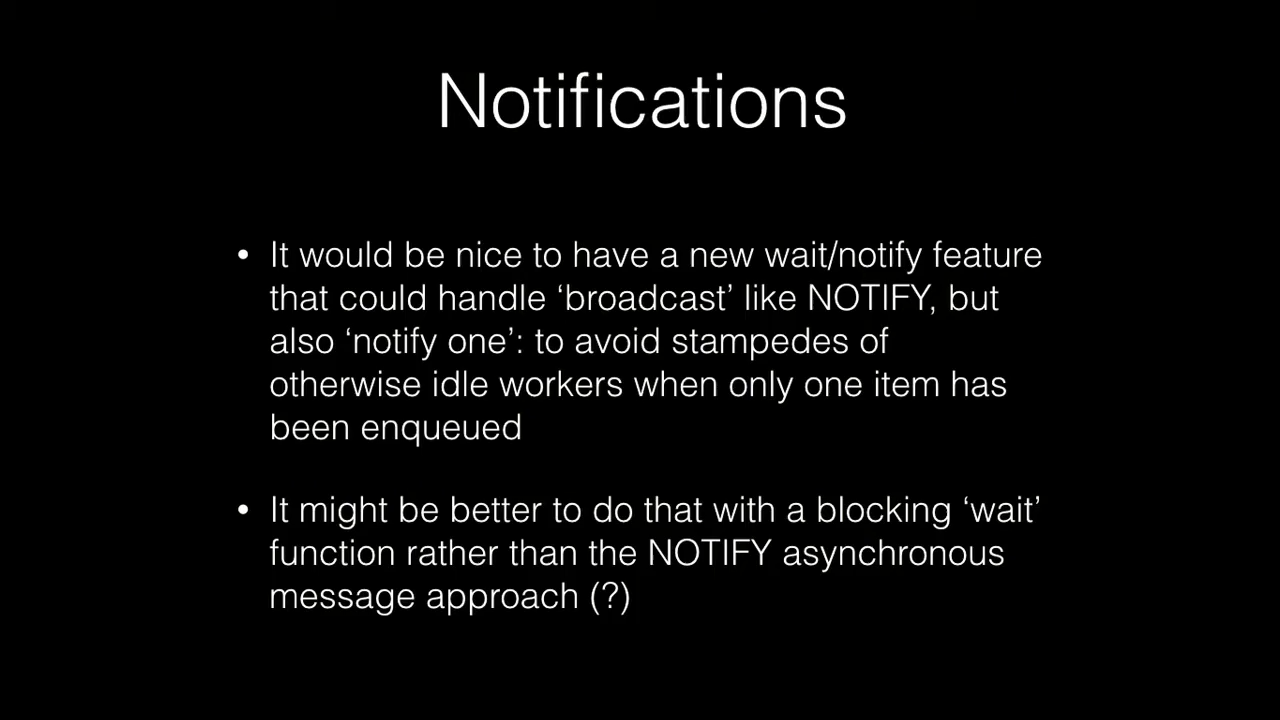 Notifications
• It would be nice to have a new wait/notify feature
that could handle ‘broadcast’ like NOTIFY, but
also ‘notify one’: to avoid stampedes of
otherwise idle workers when only one item has
been enqueued
• It might be better to do that with a blocking ‘wait’
function rather than the NOTIFY asynchronous
message approach (?)